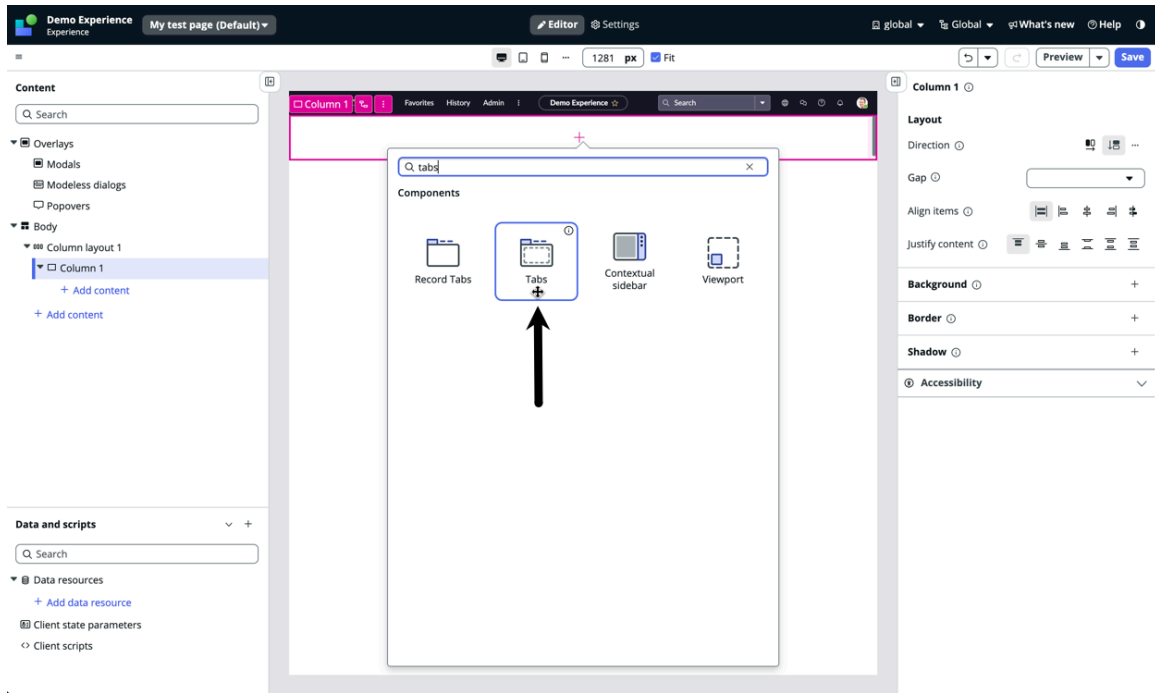 Demo Experience
Experience
My test page (Default)
Editor
Settings
global
Global
What's new
Help
1281 px
Fit
Preview
Save
Content
Search
Overlays
Modals
Modeless dialogs
Popovers
Body
Column layout 1
Column 1
+ Add content
+ Add content
Data and scripts
Search
Data resources
+ Add data resource
Client state parameters
Client scripts
Column 1
Favorites
History
Admin
Demo Experience
Search
tabs
Components
Record Tabs
Tabs
Contextual
sidebar
Viewport
Column 1
Layout
Direction
Gap
Align items
Justify content
Background
Border
Shadow
Accessibility